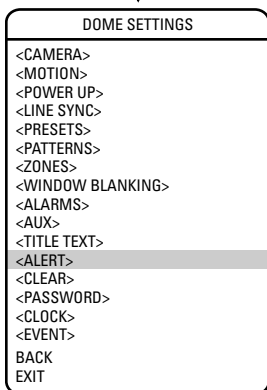 DOME SETTINGS
<CAMERA>
<MOTION>
<POWER UP>
<LINE SYNC>
<PRESETS>
<PATTERNS>
<ZONES>
<WINDOW BLANKING>
<ALARMS>
<AUX>
<TITLE TEXT>
<ALERT>
<CLEAR>
<PASSWORD>
<CLOCK>
<EVENT>
BACK
EXIT